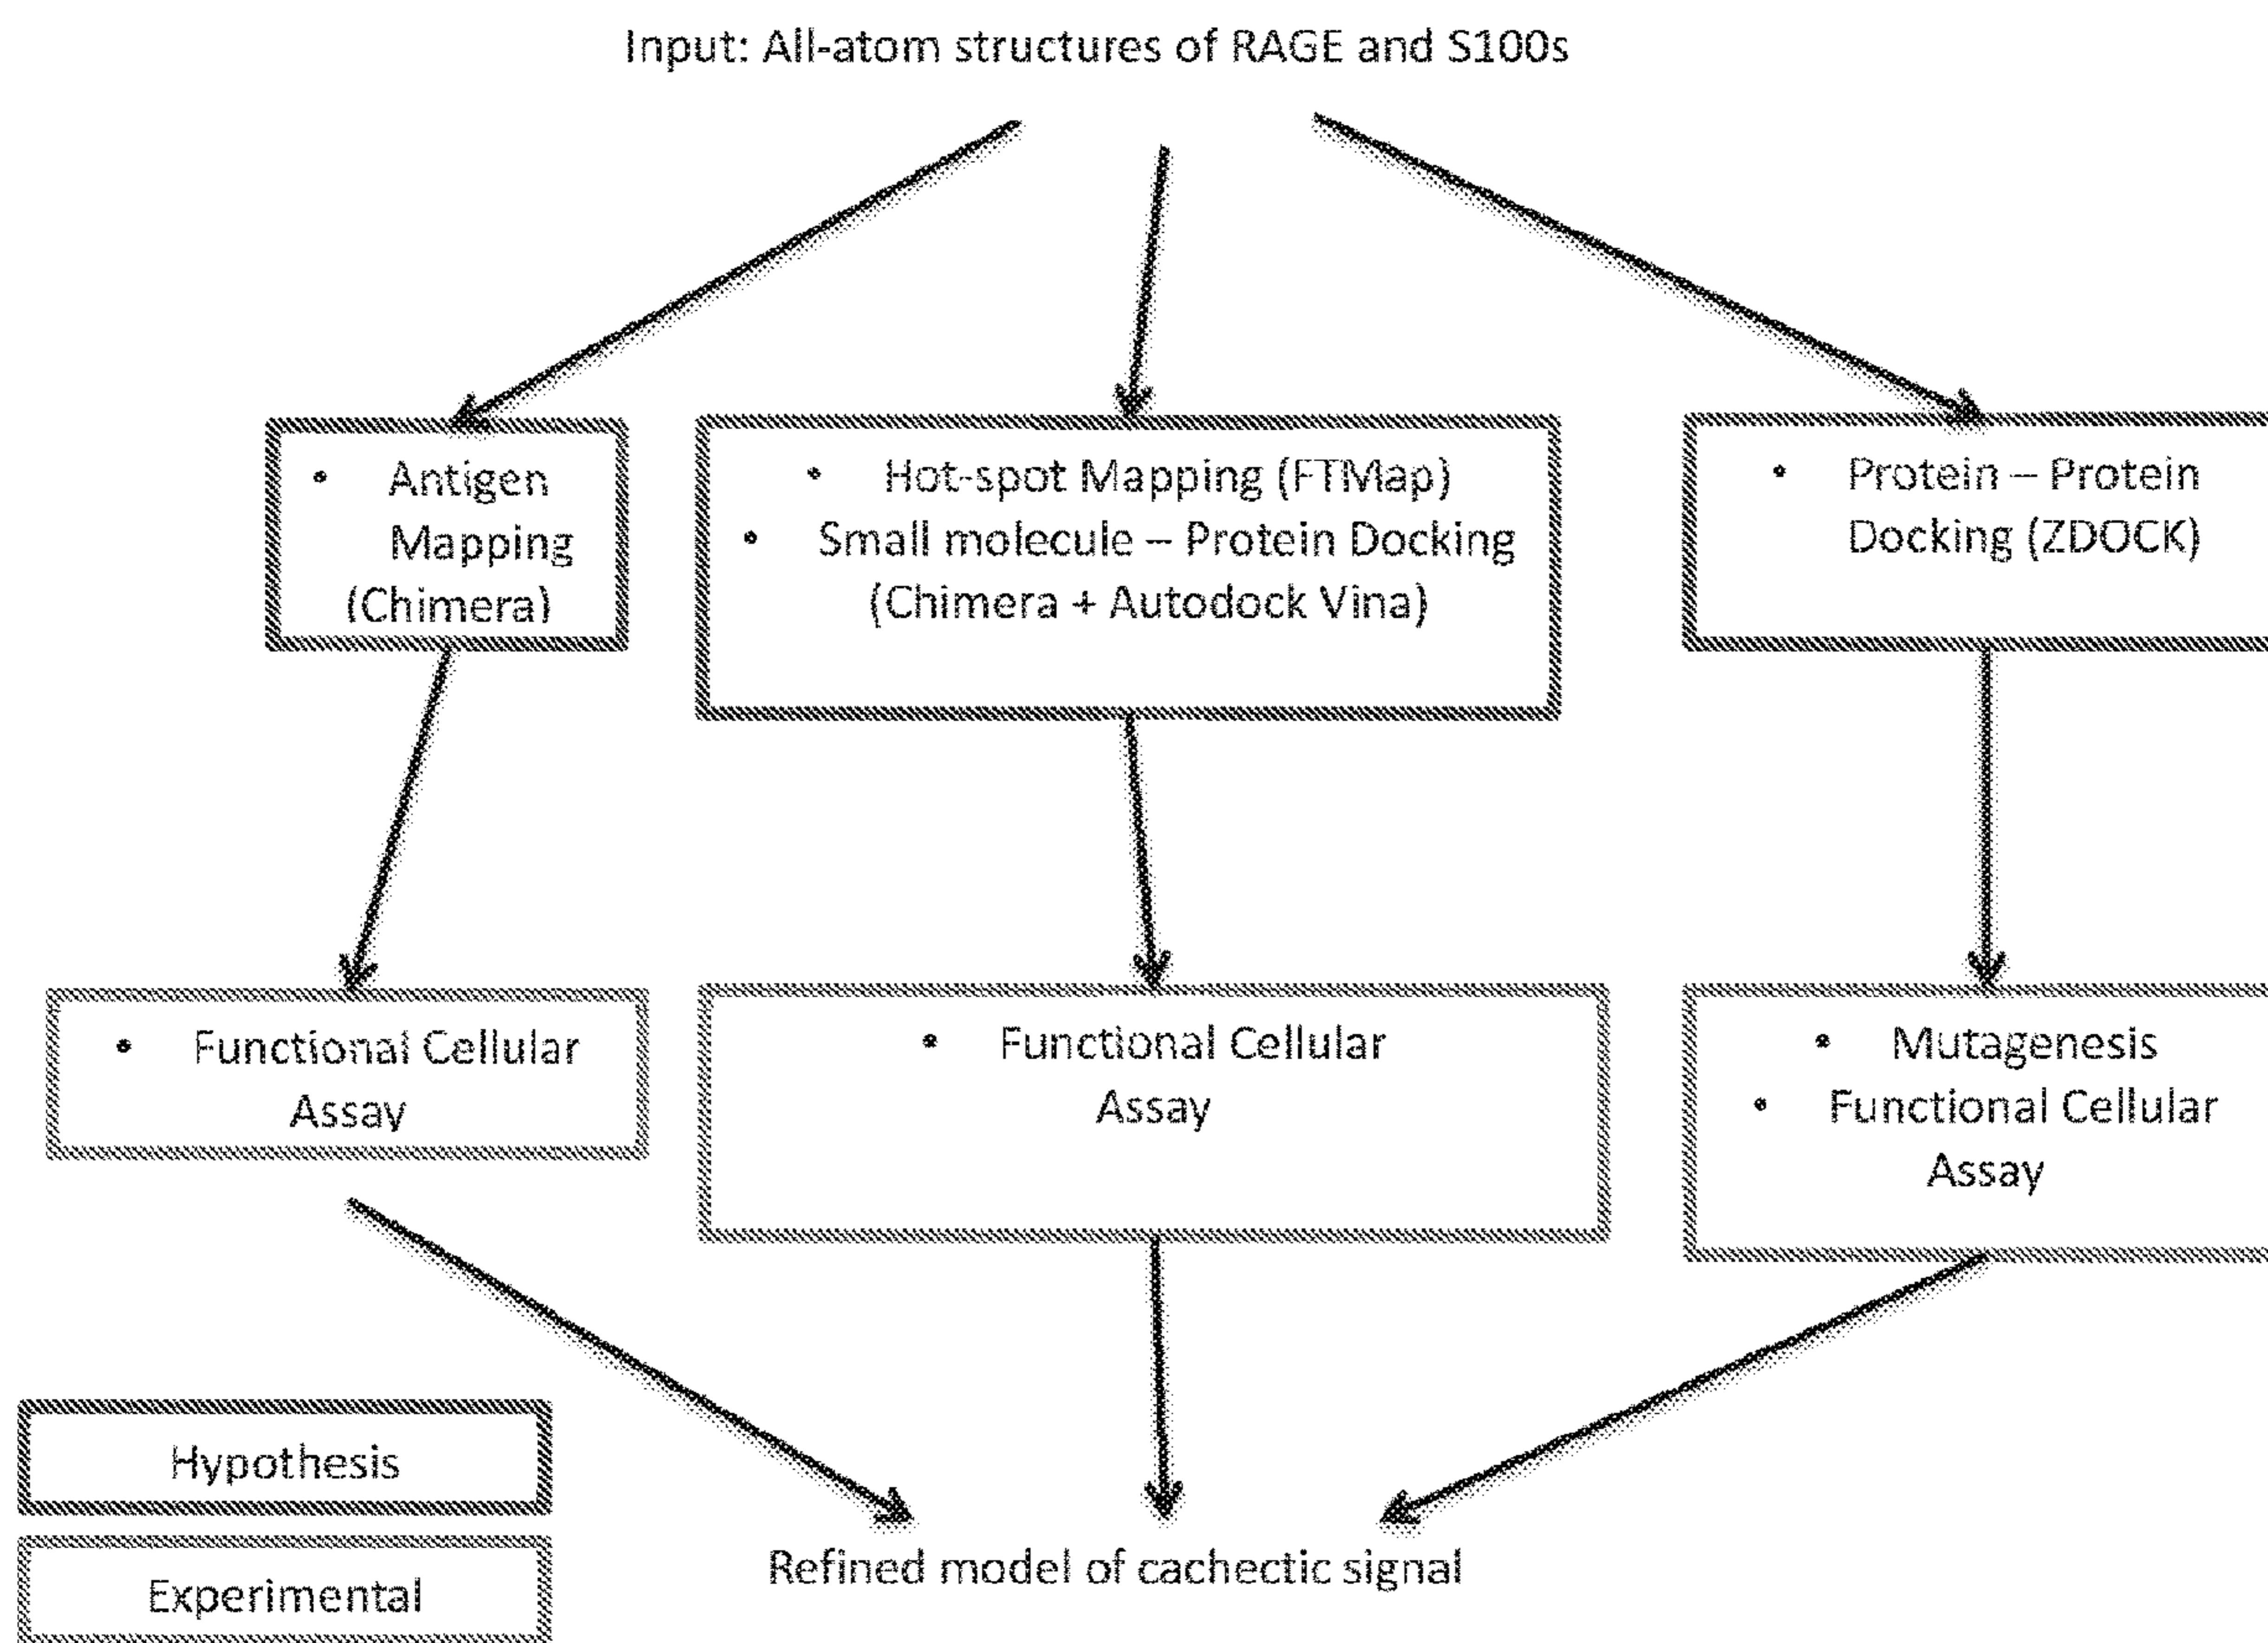 Input: All-atom structures of RAGE and S100s
• Antigen
Mapping
(Chimera)
• Hot-spot Mapping (FTMap)
• Small molecule – Protein Docking
(Chimera + Autodock Vina)
• Protein – Protein
Docking (ZDOCK)
• Functional Cellular
Assay
• Functional Cellular
Assay
• Mutagenesis
• Functional Cellular
Assay
Hypothesis
Experimental
Refined model of cachectic signal